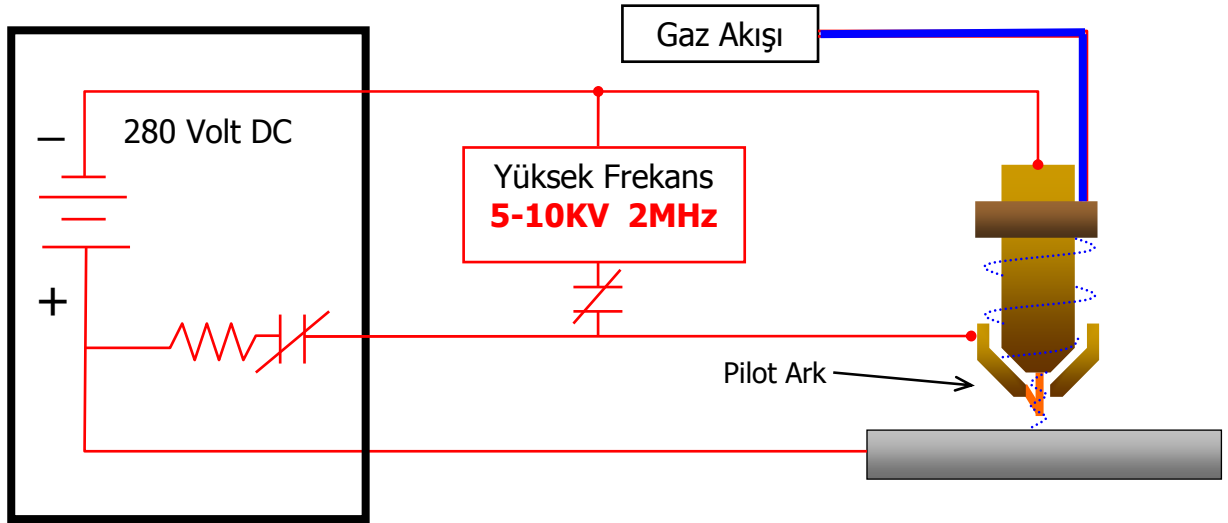 Gaz Akışı
–
280 Volt DC
Yüksek Frekans
5-10KV 2MHz
+
Pilot Ark